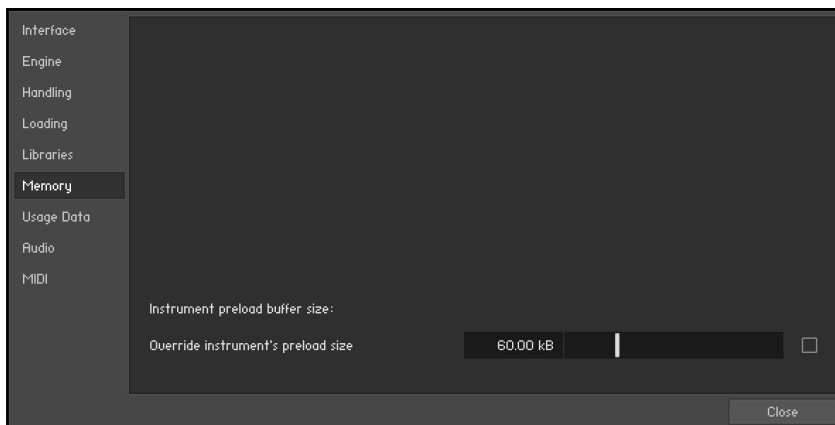 Interface
Engine
Handling
Loading
Libraries
Memory
Usage Data
Audio
MIDI
Instrument preload buffer size:
Override instrument's preload size 60.00 kB
Close